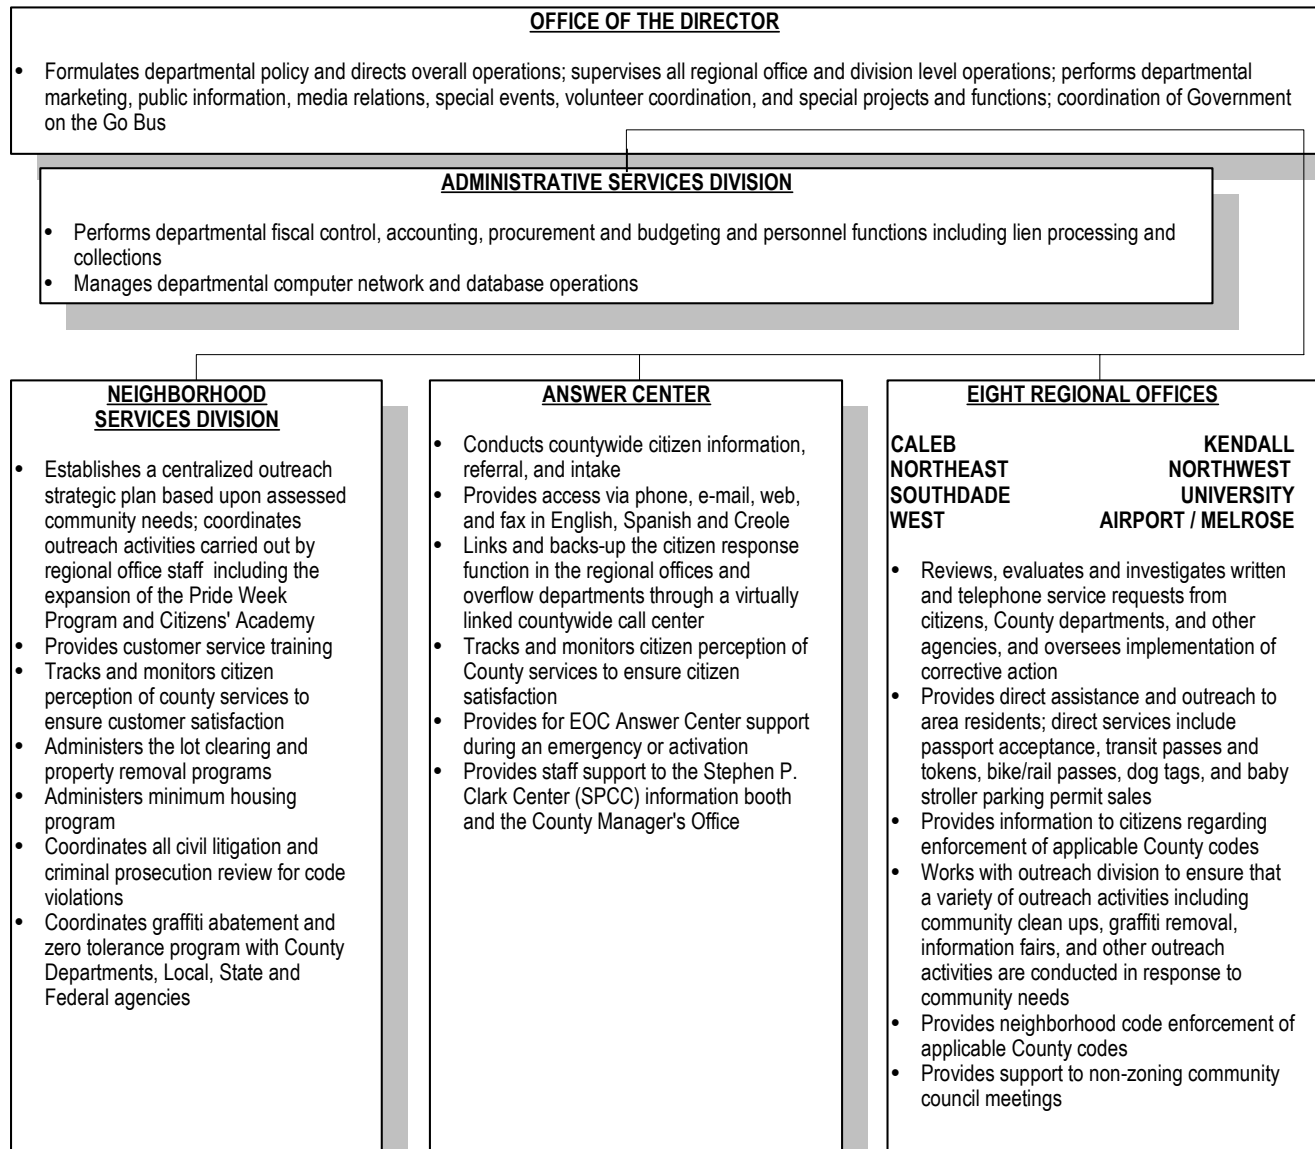 OFFICE OF THE DIRECTOR
• Formulates departmental policy and directs overall operations; supervises all regional office and division level operations; performs departmental
marketing, public information, media relations, special events, volunteer coordination, and special projects and functions; coordination of Government
on the Go Bus
ADMINISTRATIVE SERVICES DIVISION
• Performs departmental fiscal control, accounting, procurement and budgeting and personnel functions including lien processing and
collections
• Manages departmental computer network and database operations
NEIGHBORHOOD
SERVICES DIVISION
• Establishes a centralized outreach
strategic plan based upon assessed
community needs; coordinates
outreach activities carried out by
regional office staff including the
expansion of the Pride Week
Program and Citizens' Academy
• Provides customer service training
• Tracks and monitors citizen
perception of county services to
ensure customer satisfaction
• Administers the lot clearing and
property removal programs
• Administers minimum housing
program
• Coordinates all civil litigation and
criminal prosecution review for code
violations
• Coordinates graffiti abatement and
zero tolerance program with County
Departments, Local, State and
Federal agencies
ANSWER CENTER
• Conducts countywide citizen information,
referral, and intake
• Provides access via phone, e-mail, web,
and fax in English, Spanish and Creole
• Links and backs-up the citizen response
function in the regional offices and
overflow departments through a virtually
linked countywide call center
• Tracks and monitors citizen perception of
County services to ensure citizen
satisfaction
• Provides for EOC Answer Center support
during an emergency or activation
• Provides staff support to the Stephen P.
Clark Center (SPCC) information booth
and the County Manager's Office
EIGHT REGIONAL OFFICES
CALEB KENDALL
NORTHEAST NORTHWEST
SOUTHDADE UNIVERSITY
WEST AIRPORT / MELROSE
• Reviews, evaluates and investigates written
and telephone service requests from
citizens, County departments, and other
agencies, and oversees implementation of
corrective action
• Provides direct assistance and outreach to
area residents; direct services include
passport acceptance, transit passes and
tokens, bike/rail passes, dog tags, and baby
stroller parking permit sales
• Provides information to citizens regarding
enforcement of applicable County codes
• Works with outreach division to ensure that
a variety of outreach activities including
community clean ups, graffiti removal,
information fairs, and other outreach
activities are conducted in response to
community needs
• Provides neighborhood code enforcement of
applicable County codes
• Provides support to non-zoning community
council meetings